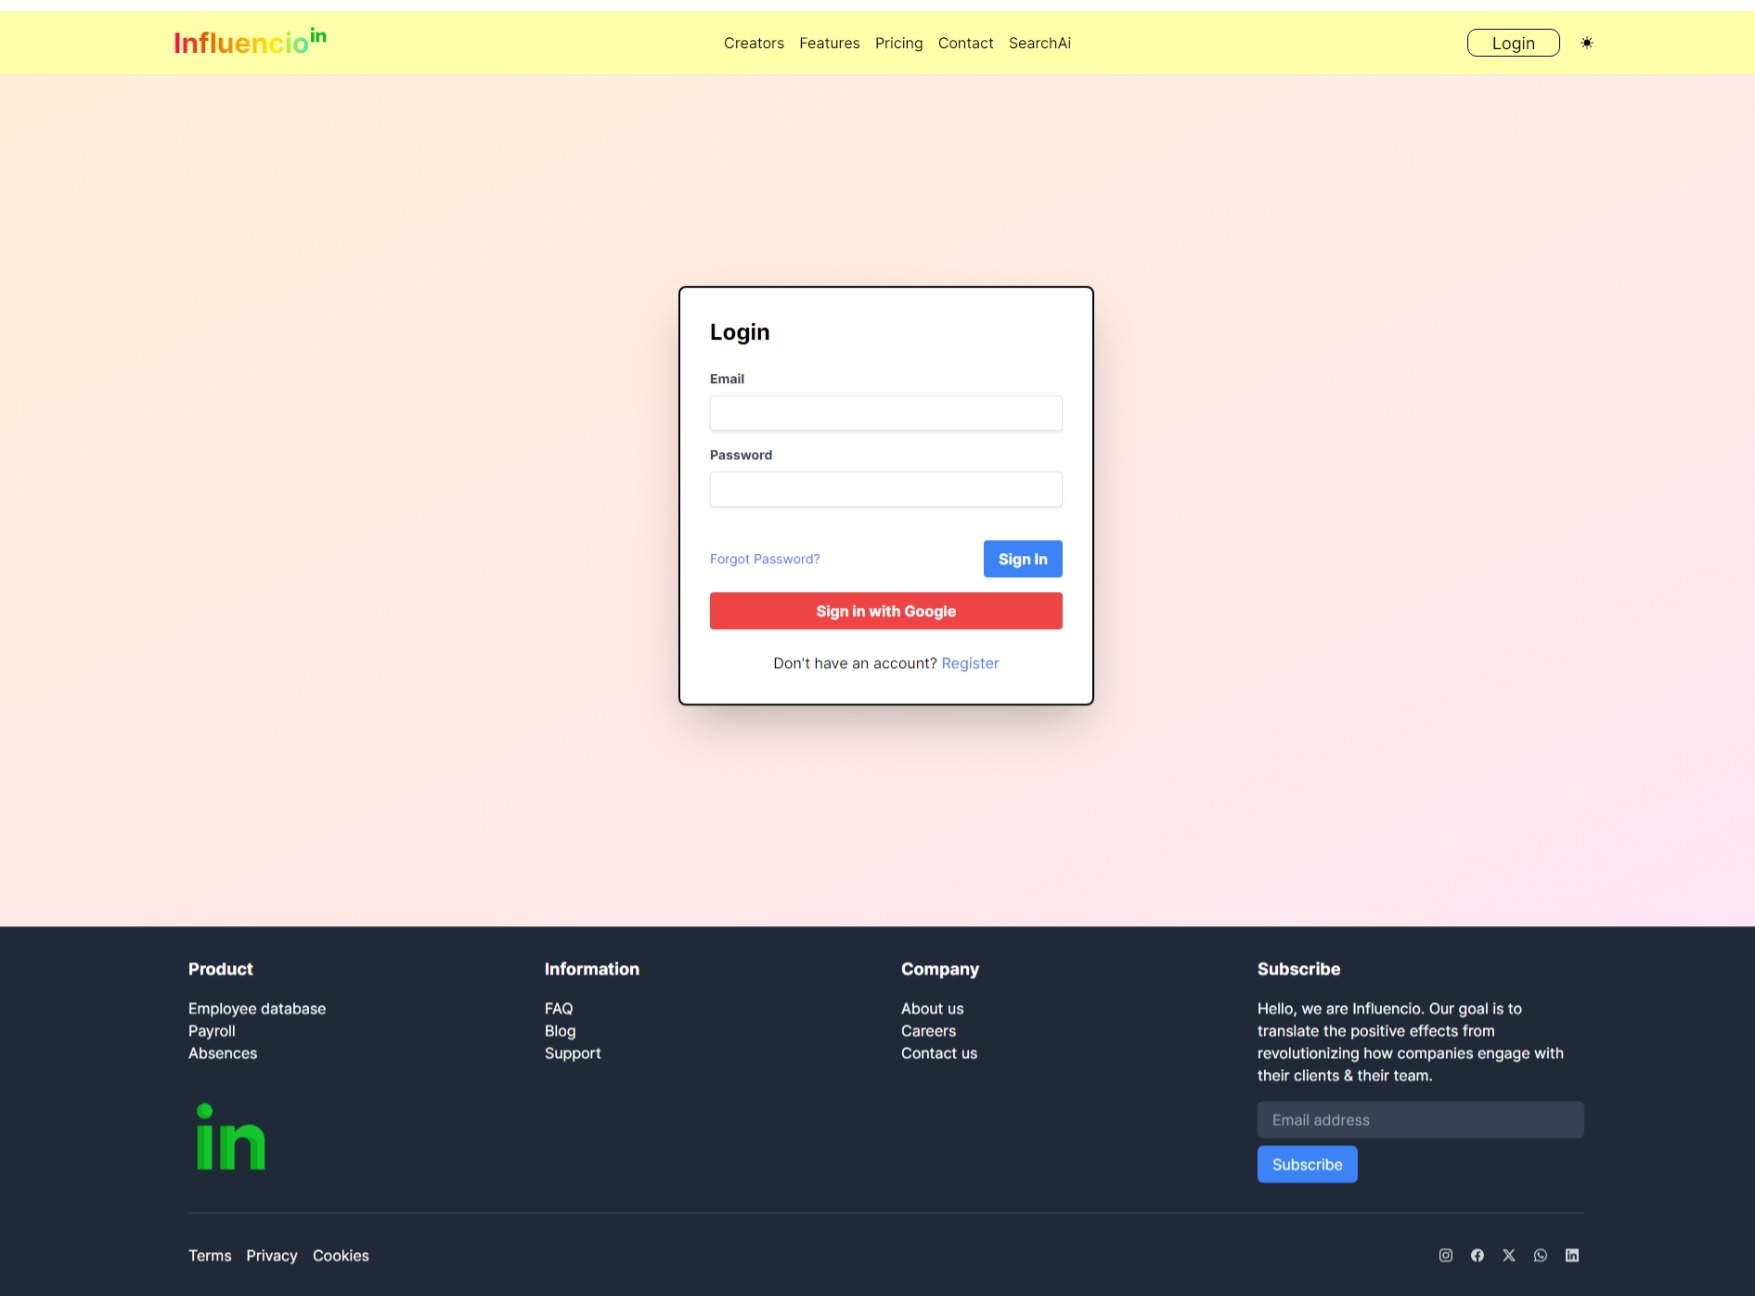 Influencio in
Creators Features Pricing Contact SearchAi
Login
Login
Email
Password
Forgot Password?
Sign In
Sign in with Google
Don't have an account? Register
Product
Employee database
Payroll
Absences
in
Information
FAQ
Blog
Support
Company
About us
Careers
Contact us
Subscribe
Hello, we are Influencio. Our goal is to
translate the positive effects from
revolutionizing how companies engage with
their clients & their team.
Email address
Subscribe
Terms Privacy Cookies